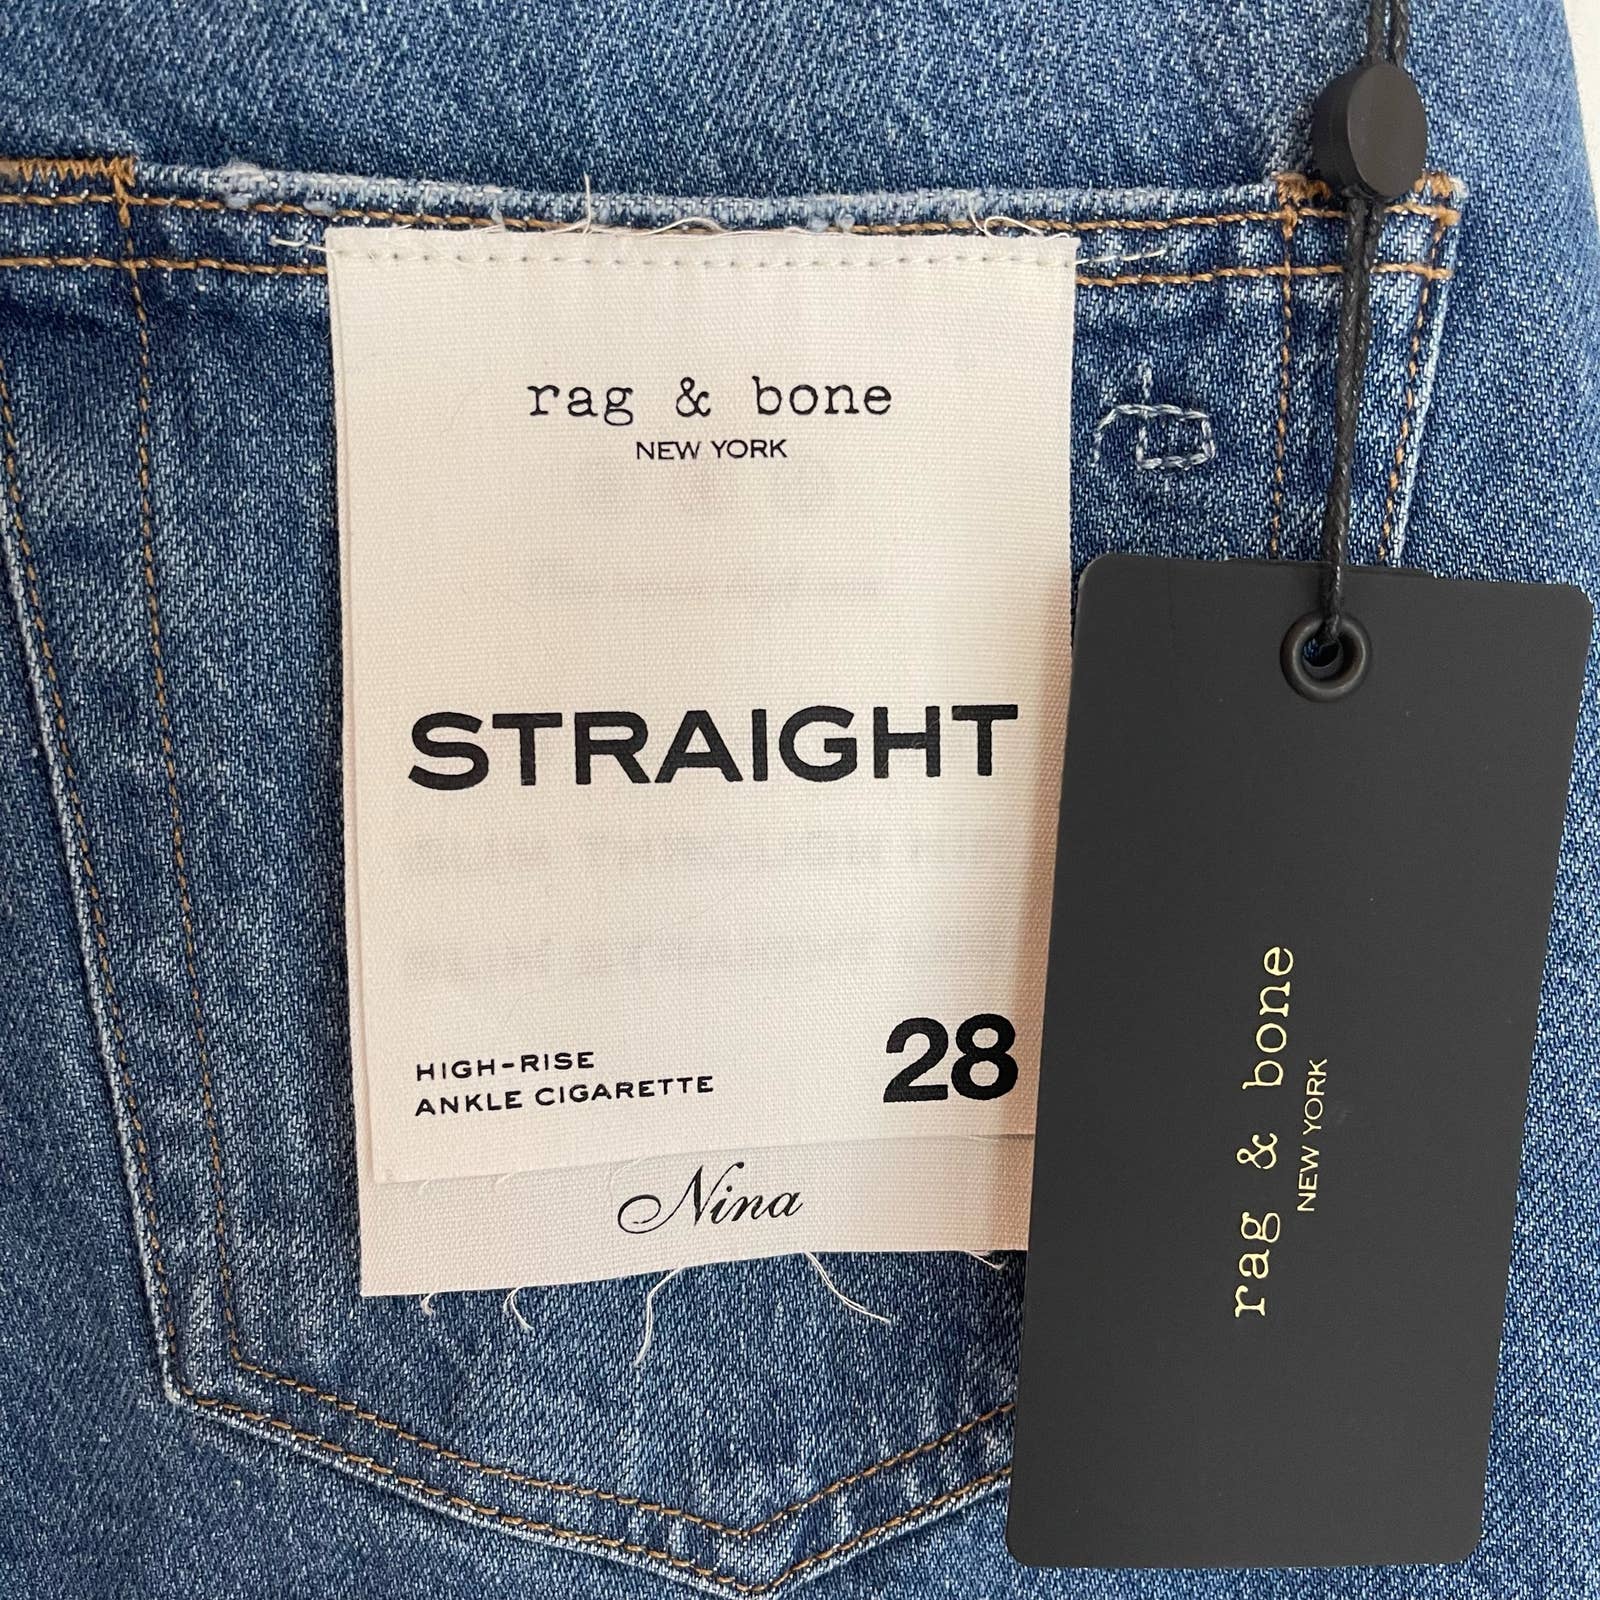 rag & bone
NEW YORK
STRAIGHT
HIGH-RISE
ANKLE CIGARETTE
28
Nina
rag & bone
NEW YORK